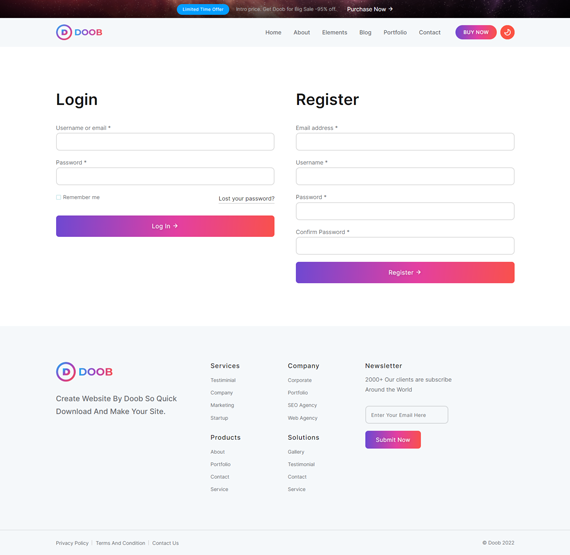 Limited Time Offer Intro price. Get Doob for Big Sale -95% off. Purchase Now →
D DOOB Home About Elements Blog Portfolio Contact BUY NOW
Login
Username or email *
Password *
Remember me Lost your password?
Log In →
Register
Email address *
Username *
Password *
Confirm Password *
Register →
D DOOB
Create Website By Doob So Quick
Download And Make Your Site.
Services
Testimonial
Company
Marketing
Startup
Products
About
Portfolio
Contact
Service
Company
Corporate
Portfolio
SEO Agency
Web Agency
Solutions
Gallery
Testimonial
Contact
Service
Newsletter
2000+ Our clients are subscribe
Around the World
Enter Your Email Here
Submit Now
Privacy Policy | Terms And Condition | Contact Us
© Doob 2022